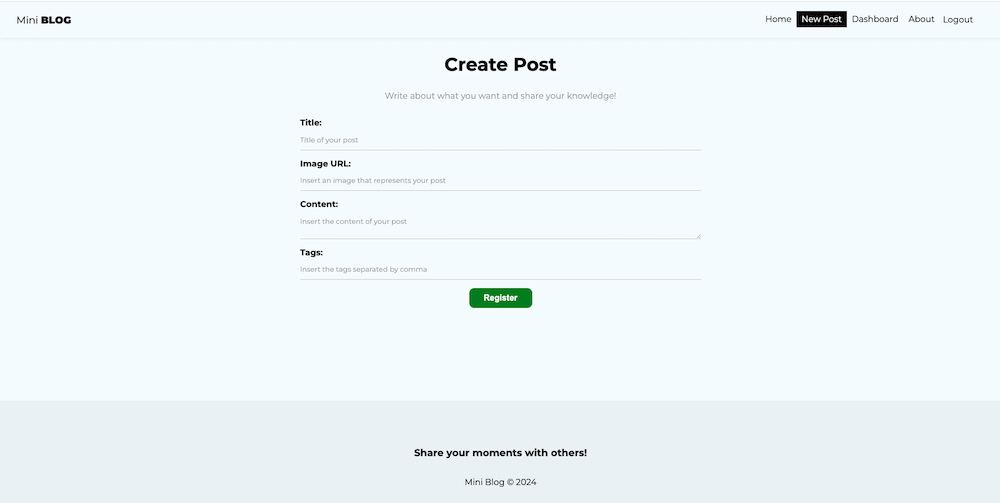 Mini BLOG
Home New Post Dashboard About Logout
Create Post
Write about what you want and share your knowledge!
Title:
Title of your post
Image URL:
Insert an image that represents your post
Content:
Insert the content of your post
Tags:
Insert the tags separated by comma
Register
Share your moments with others!
Mini Blog © 2024